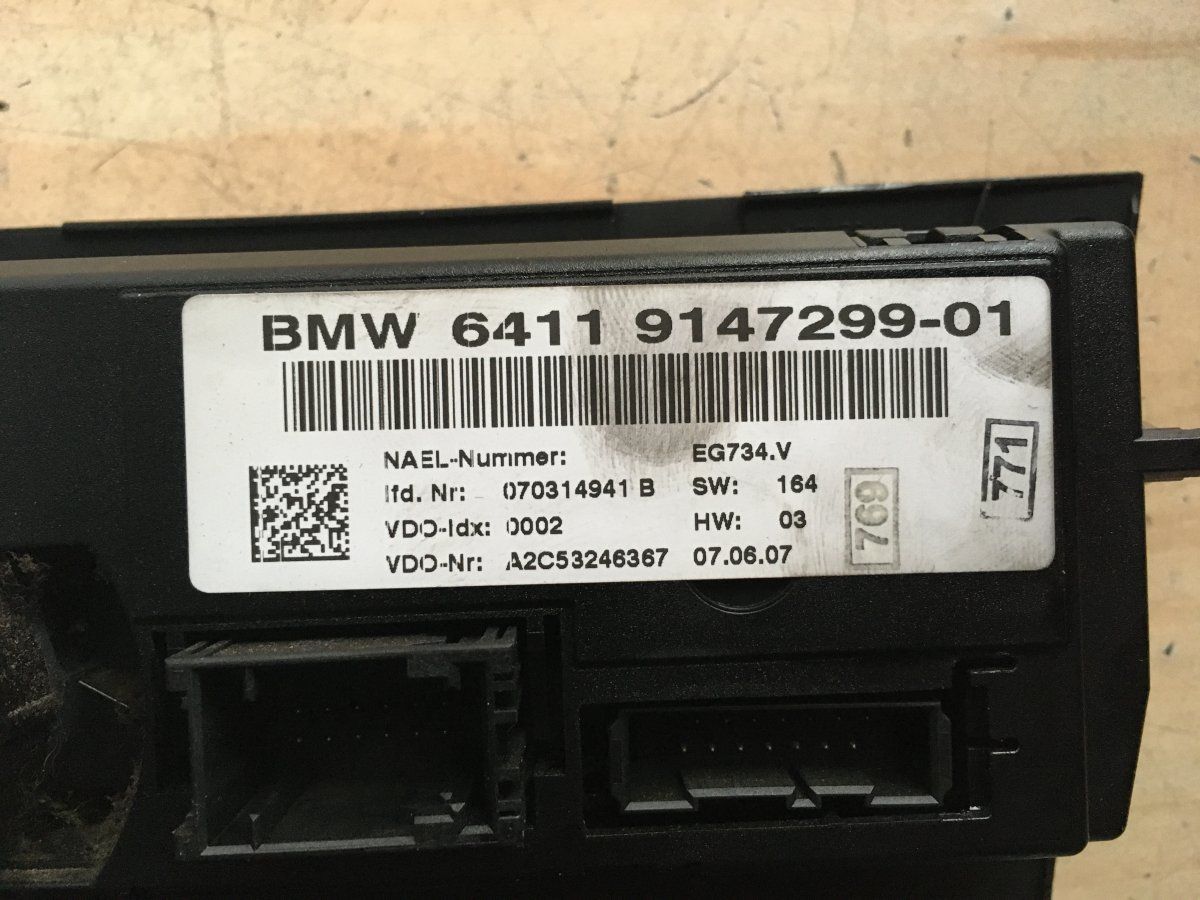 BMW 6411 9147299-01
NAEL-Nummer: EG734.V
lfd. Nr: 070314941 B SW: 164
VDO-Idx: 0002 HW: 03
VDO-Nr: A2C53246367 07.06.07
769
771